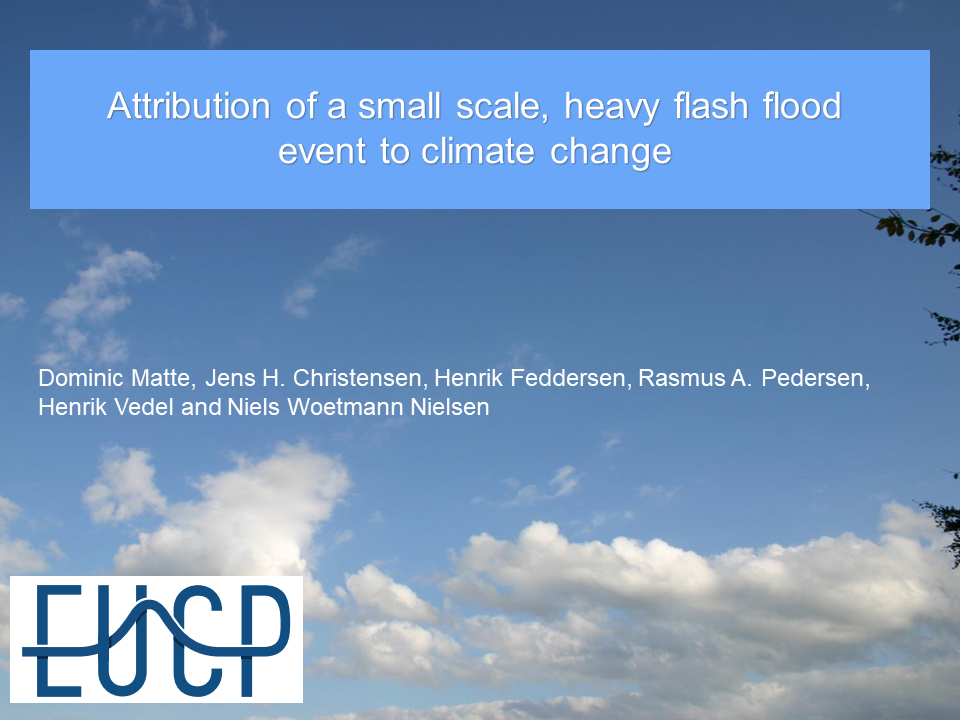 Attribution of a small scale, heavy flash flood
event to climate change
Dominic Matte, Jens H. Christensen, Henrik Feddersen, Rasmus A. Pedersen,
Henrik Vedel and Niels Woetmann Nielsen
EUCP